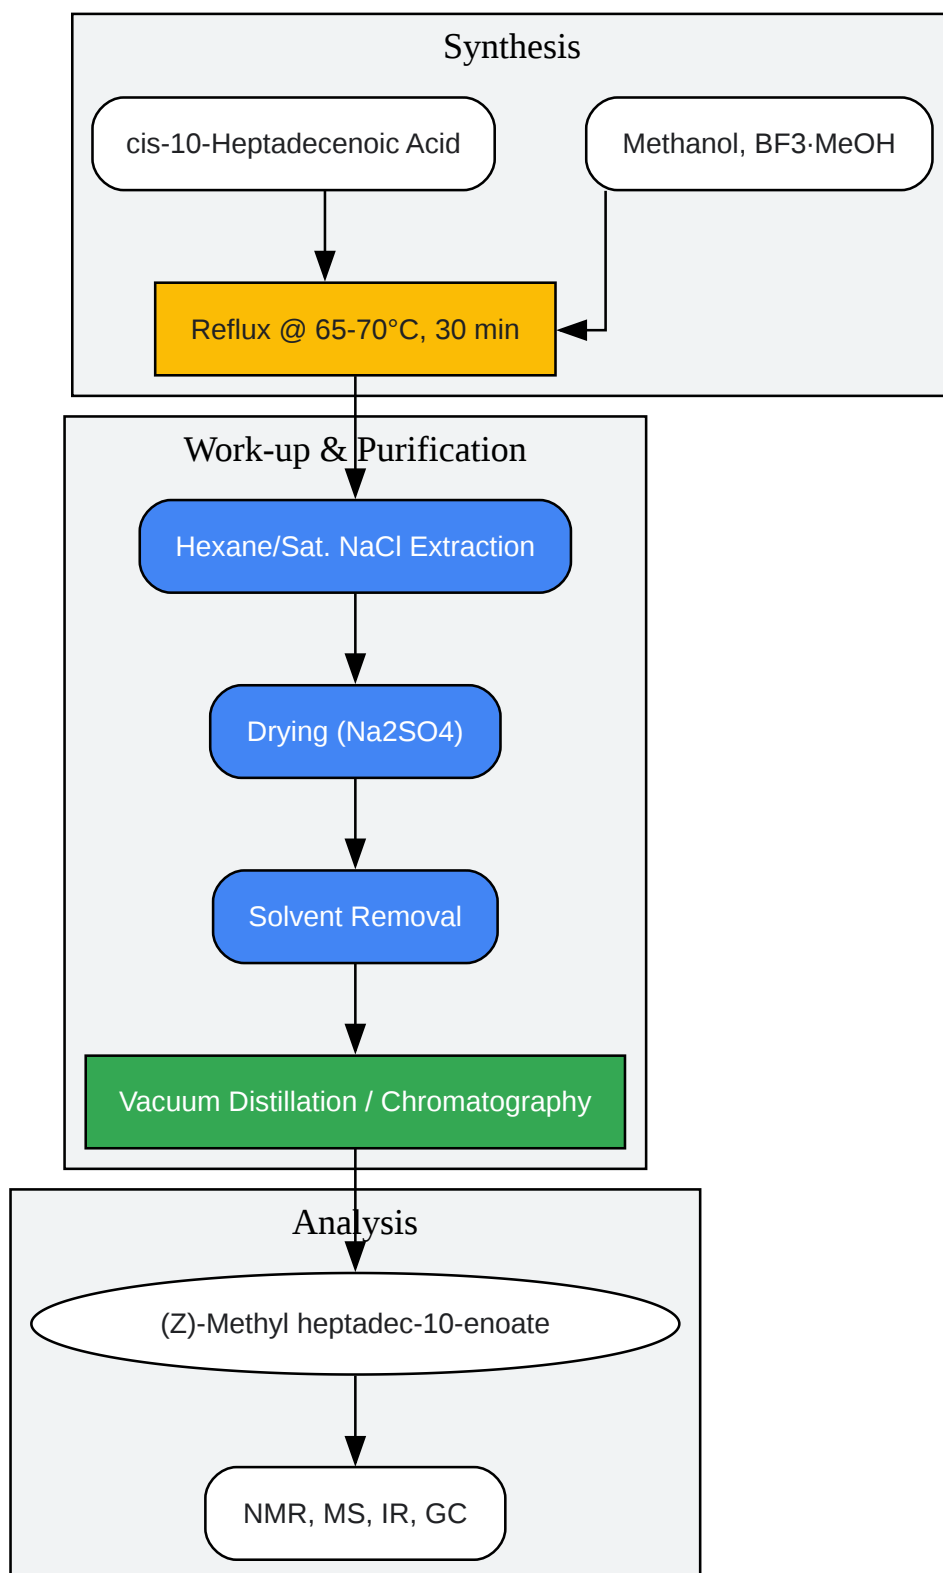 Synthesis
cis-10-Heptadecenoic Acid
Methanol, BF3·MeOH
Reflux @ 65-70°C, 30 min
Work-up & Purification
Hexane/Sat. NaCl Extraction
Drying (Na2SO4)
Solvent Removal
Vacuum Distillation / Chromatography
Analysis
(Z)-Methyl heptadec-10-enoate
NMR, MS, IR, GC